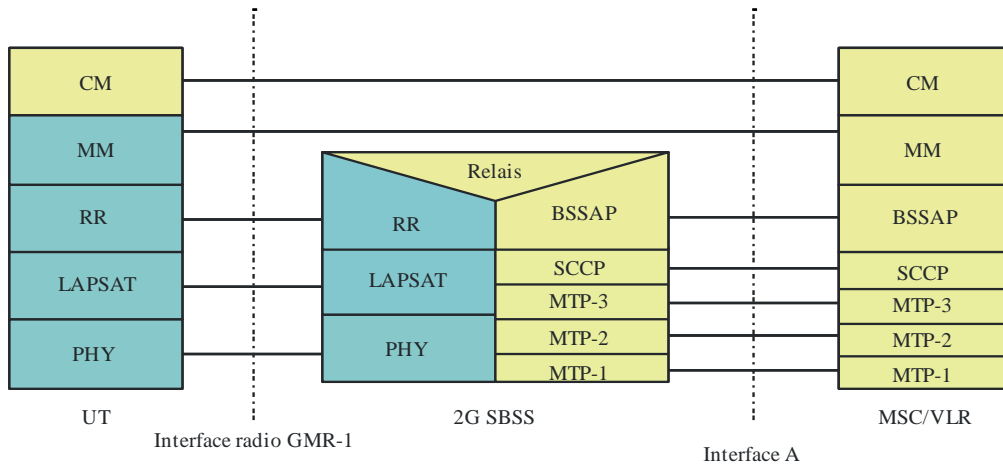 CM
MM
RR
LAPSAT
PHY
UT
Interface radio GMR-1
Relais
RR
LAPSAT
PHY
BSSAP
SCCP
MTP-3
MTP-2
MTP-1
2G SBSS
Interface A
CM
MM
BSSAP
SCCP
MTP-3
MTP-2
MTP-1
MSC/VLR